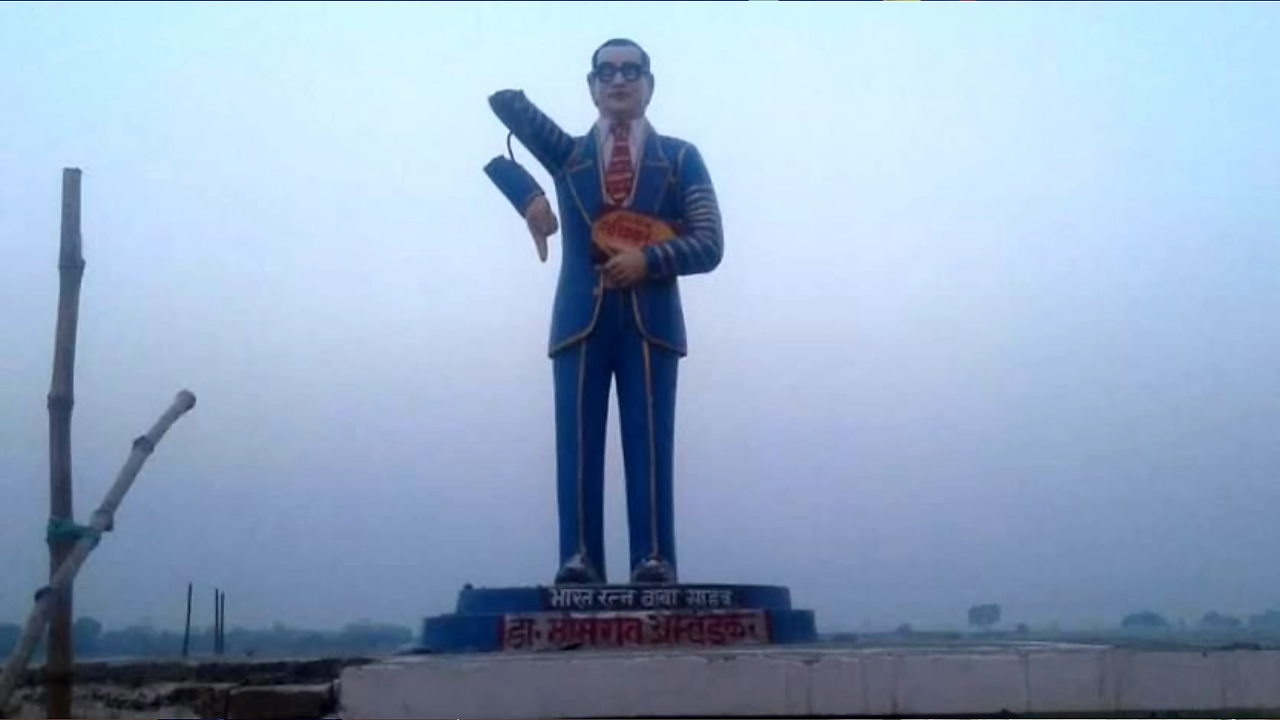 भारत रत्न बाबा साहब
डा. भीमराव अम्बेडकर